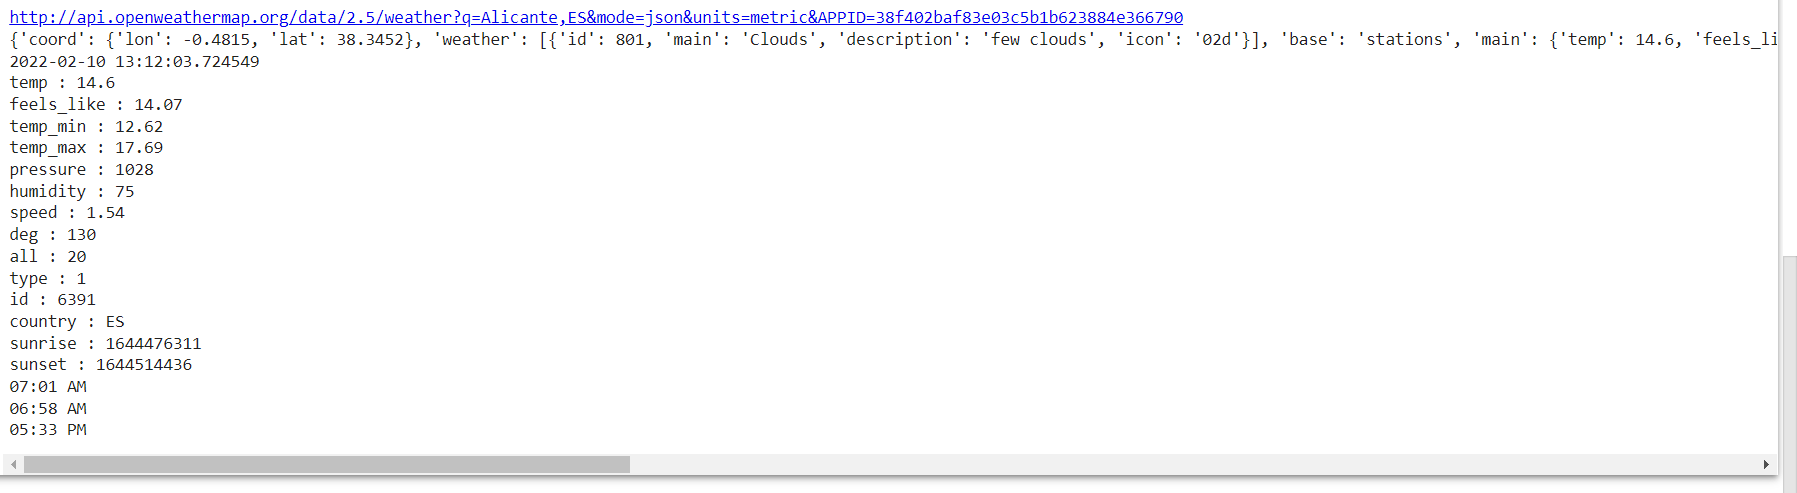 http://api.openweathermap.org/data/2.5/weather?q=Alicante,ES&mode=json&units=metric&APPID=38f402baf83e03c5b1b623884e366790
{'coord': {'lon': -0.4815, 'lat': 38.3452}, 'weather': [{'id': 801, 'main': 'Clouds', 'description': 'few clouds', 'icon': '02d'}], 'base': 'stations', 'main': {'temp': 14.6, 'feels_li
2022-02-10 13:12:03.724549
temp : 14.6
feels_like : 14.07
temp_min : 12.62
temp_max : 17.69
pressure : 1028
humidity : 75
speed : 1.54
deg : 130
all : 20
type : 1
id : 6391
country : ES
sunrise : 1644476311
sunset : 1644514436
07:01 AM
06:58 AM
05:33 PM